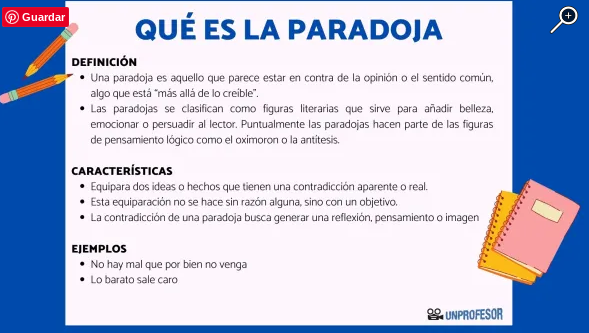 Guardar
QUÉ ES LA PARADOJA
DEFINICIÓN
Una paradoja es aquello que parece estar en contra de la opinión o el sentido común,
algo que está “más allá de lo creíble”.
Las paradojas se clasifican como figuras literarias que sirve para añadir belleza,
emocionar o persuadir al lector. Puntualmente las paradojas hacen parte de las figuras
de pensamiento lógico como el oxímoron o la antítesis.
CARACTERÍSTICAS
Equipara dos ideas o hechos que tienen una contradicción aparente o real.
Esta equiparación no se hace sin razón alguna, sino con un objetivo.
La contradicción de una paradoja busca generar una reflexión, pensamiento o imagen
EJEMPLOS
No hay mal que por bien no venga
Lo barato sale caro
UNPROFESOR